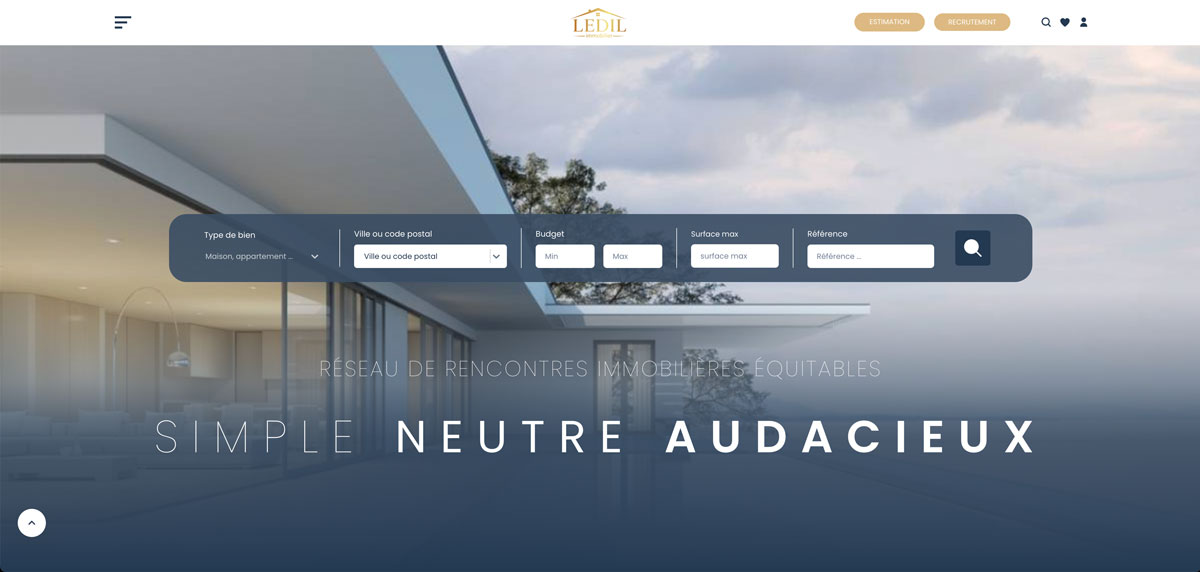 LEDIL
ESTIMATION
RECRUTEMENT
Type de bien
Ville ou code postal
Budget
Surface max
Référence
Maison, appartement ...
Ville ou code postal
Min
Max
surface max
Référence ...
RÉSEAU DE RENCONTRES IMMOBILIÈRES ÉQUITABLES
SIMPLE NEUTRE AUDACIEUX